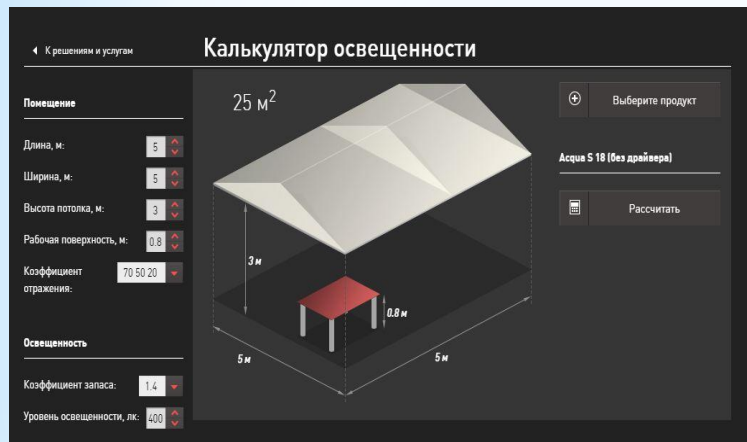 К решениям и услугам
Калькулятор освещенности
Помещение
Длина, м: 5
Ширина, м: 5
Высота потолка, м: 3
Рабочая поверхность, м: 0.8
Коэффициент 70 50 20
отражения:
Освещенность
Коэффициент запаса: 1.4
Уровень освещенности, лк: 400
25 м²
3 м
0.8 м
5 м
5 м
Выберите продукт
Acqua S 18 (без драйвера)
Рассчитать